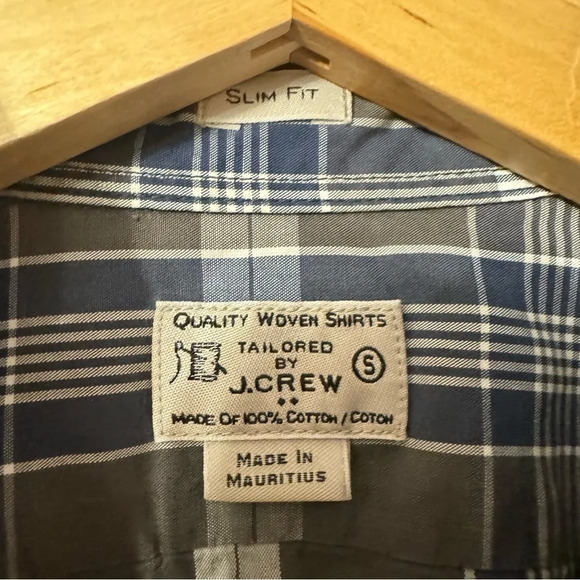 SLIM FIT
QUALITY WOVEN SHIRTS
TAILORED
BY
J.CREW
S
MADE OF 100% COTTON / COTON
MADE IN
MAURITIUS